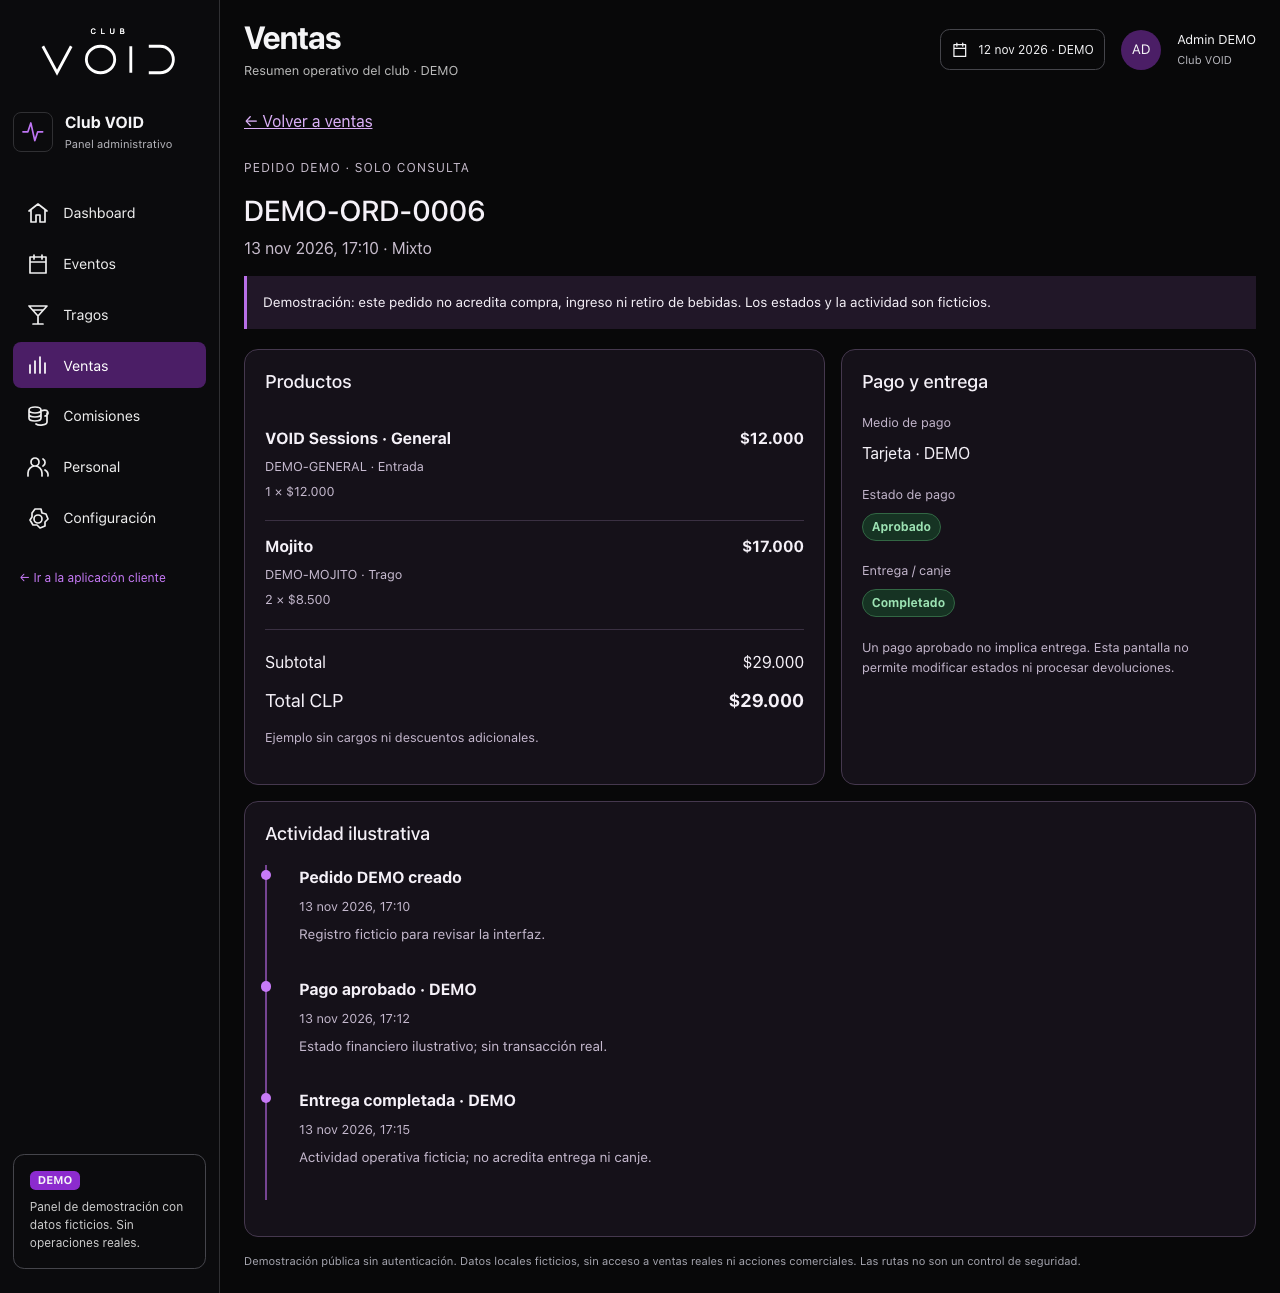 CLUB
VOID
Club VOID
Panel administrativo
Dashboard
Eventos
Tragos
Ventas
Comisiones
Personal
Configuración
← Ir a la aplicación cliente
DEMO
Panel de demostración con
datos ficticios. Sin
operaciones reales.
Ventas
Resumen operativo del club · DEMO
12 nov 2026 · DEMO
AD
Admin DEMO
Club VOID
← Volver a ventas
PEDIDO DEMO · SOLO CONSULTA
DEMO-ORD-0006
13 nov 2026, 17:10 · Mixto
Demostración: este pedido no acredita compra, ingreso ni retiro de bebidas. Los estados y la actividad son ficticios.
Productos
VOID Sessions · General $12.000
DEMO-GENERAL · Entrada
1 × $12.000
Mojito $17.000
DEMO-MOJITO · Trago
2 × $8.500
Subtotal $29.000
Total CLP $29.000
Ejemplo sin cargos ni descuentos adicionales.
Pago y entrega
Medio de pago
Tarjeta · DEMO
Estado de pago
Aprobado
Entrega / canje
Completado
Un pago aprobado no implica entrega. Esta pantalla no
permite modificar estados ni procesar devoluciones.
Actividad ilustrativa
Pedido DEMO creado
13 nov 2026, 17:10
Registro ficticio para revisar la interfaz.
Pago aprobado · DEMO
13 nov 2026, 17:12
Estado financiero ilustrativo; sin transacción real.
Entrega completada · DEMO
13 nov 2026, 17:15
Actividad operativa ficticia; no acredita entrega ni canje.
Demostración pública sin autenticación. Datos locales ficticios, sin acceso a ventas reales ni acciones comerciales. Las rutas no son un control de seguridad.